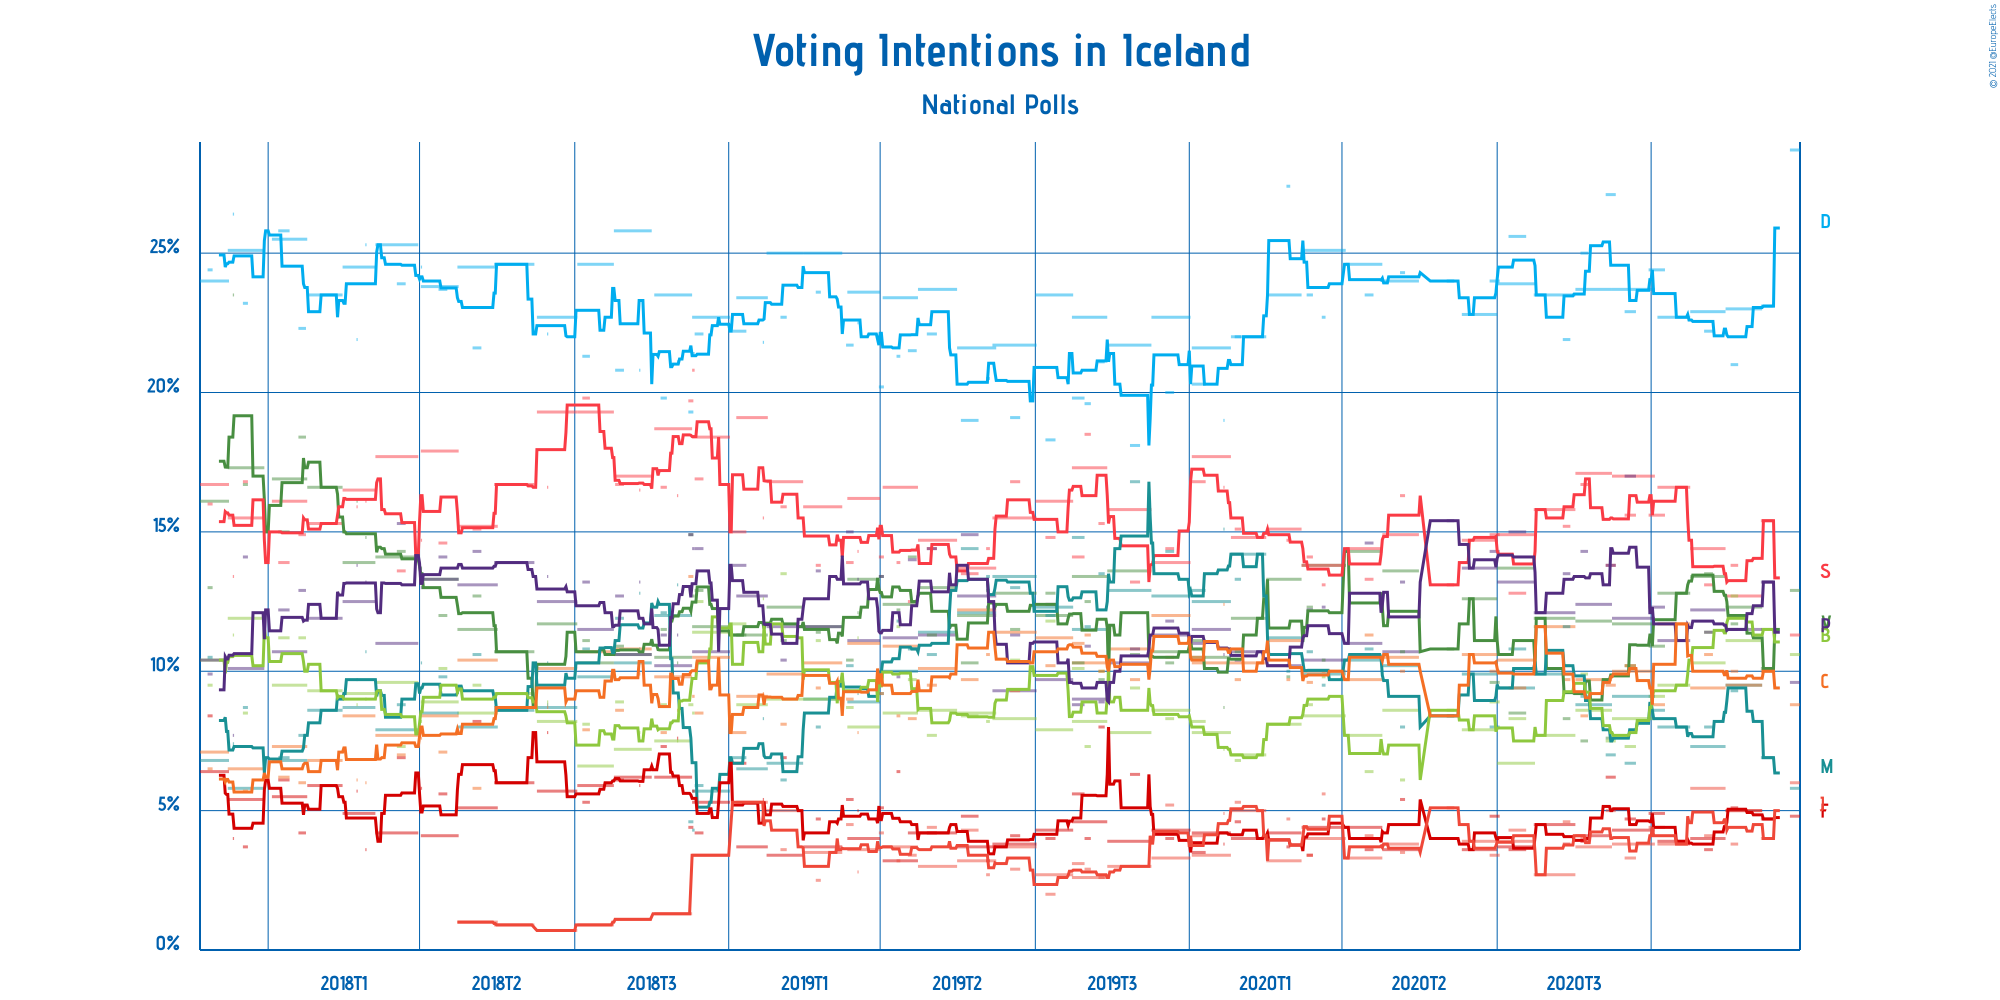 Voting Intentions in Iceland
National Polls
© 2021 @EuropeElects
25%
20%
15%
10%
5%
0%
D
S
P
B
C
M
F
2018T1
2018T2
2018T3
2019T1
2019T2
2019T3
2020T1
2020T2
2020T3